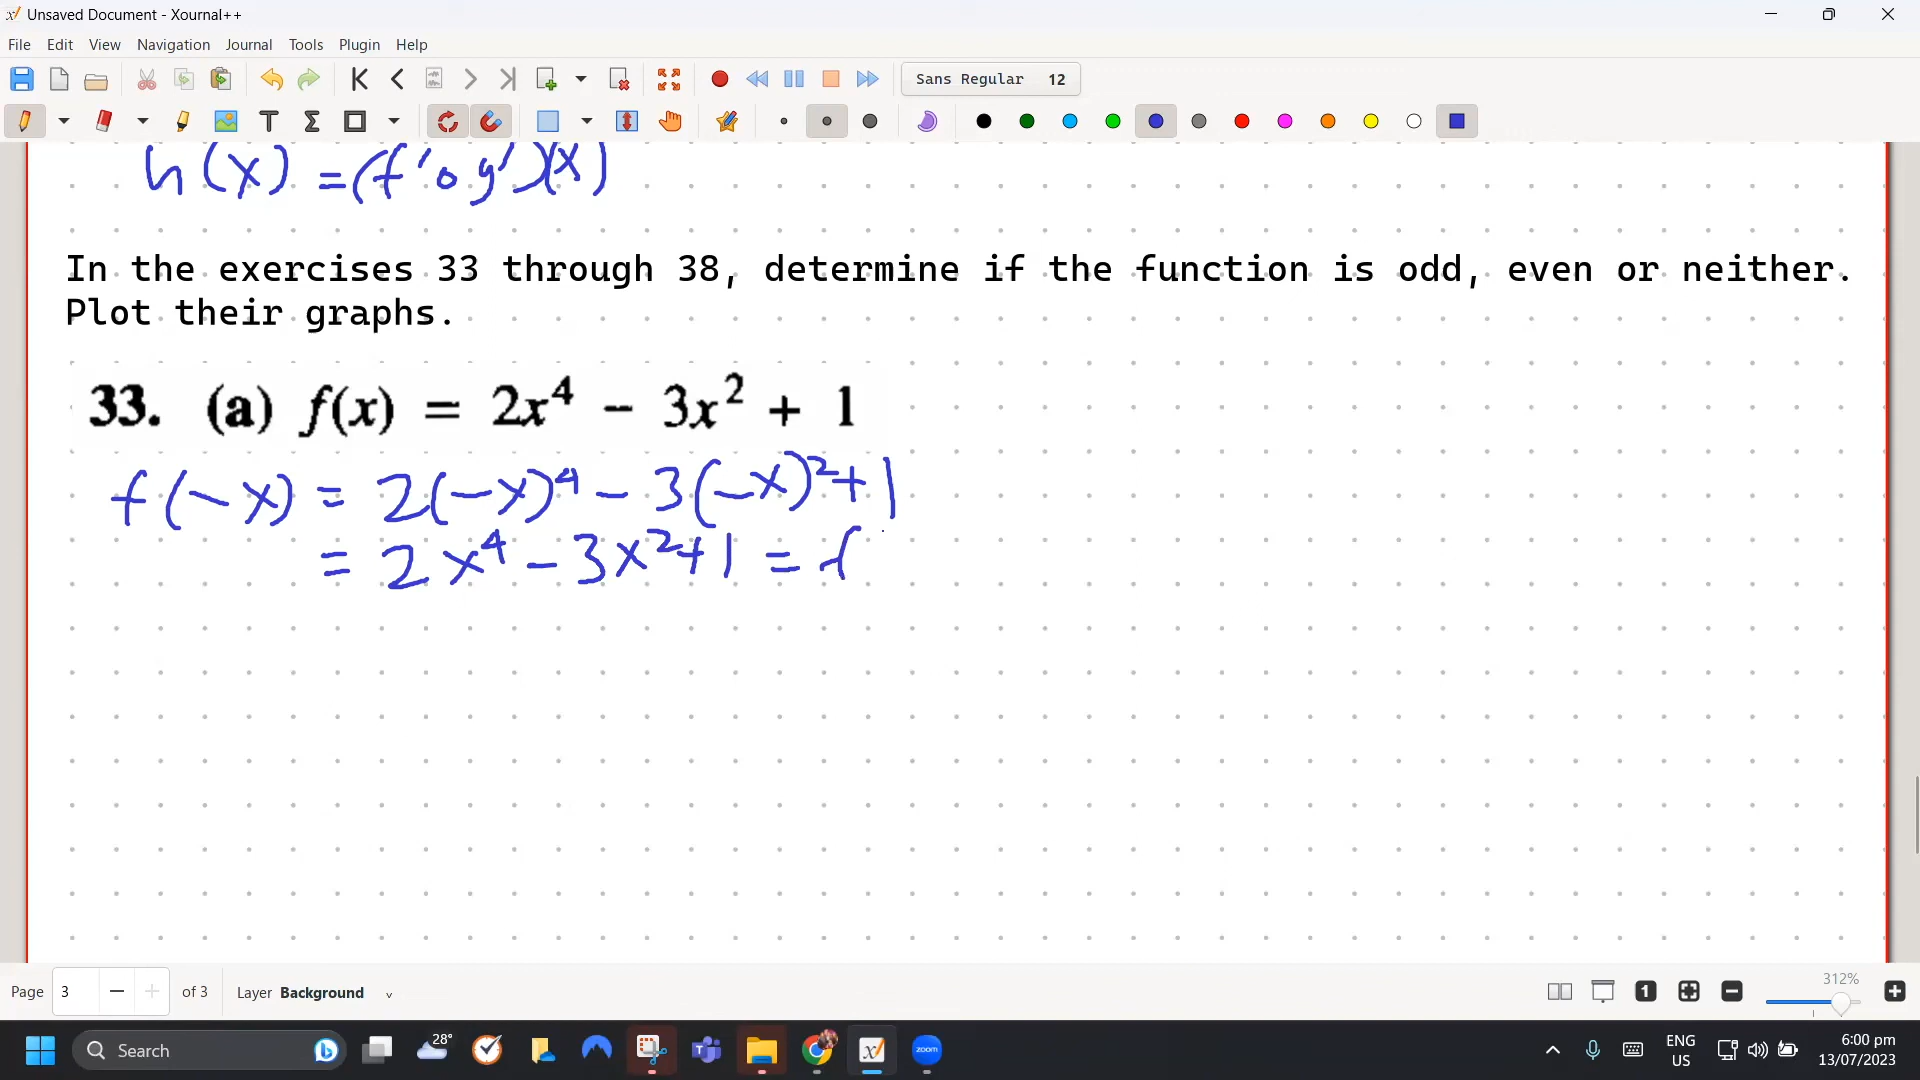 Unsaved Document - Xournal++
File Edit View Navigation Journal Tools Plugin Help
Sans Regular 12
h(x) = (f'og')(x)
In the exercises 33 through 38, determine if the function is odd, even or neither.
Plot their graphs.
33. (a) f(x) = 2x⁴ − 3x² + 1
f(-x) = 2(-x)⁴ - 3(-x)² + 1
= 2x⁴ - 3x² + 1 = f
Page 3 of 3 Layer Background
312%
Search
28°
zoom
ENG
US
6:00 pm
13/07/2023